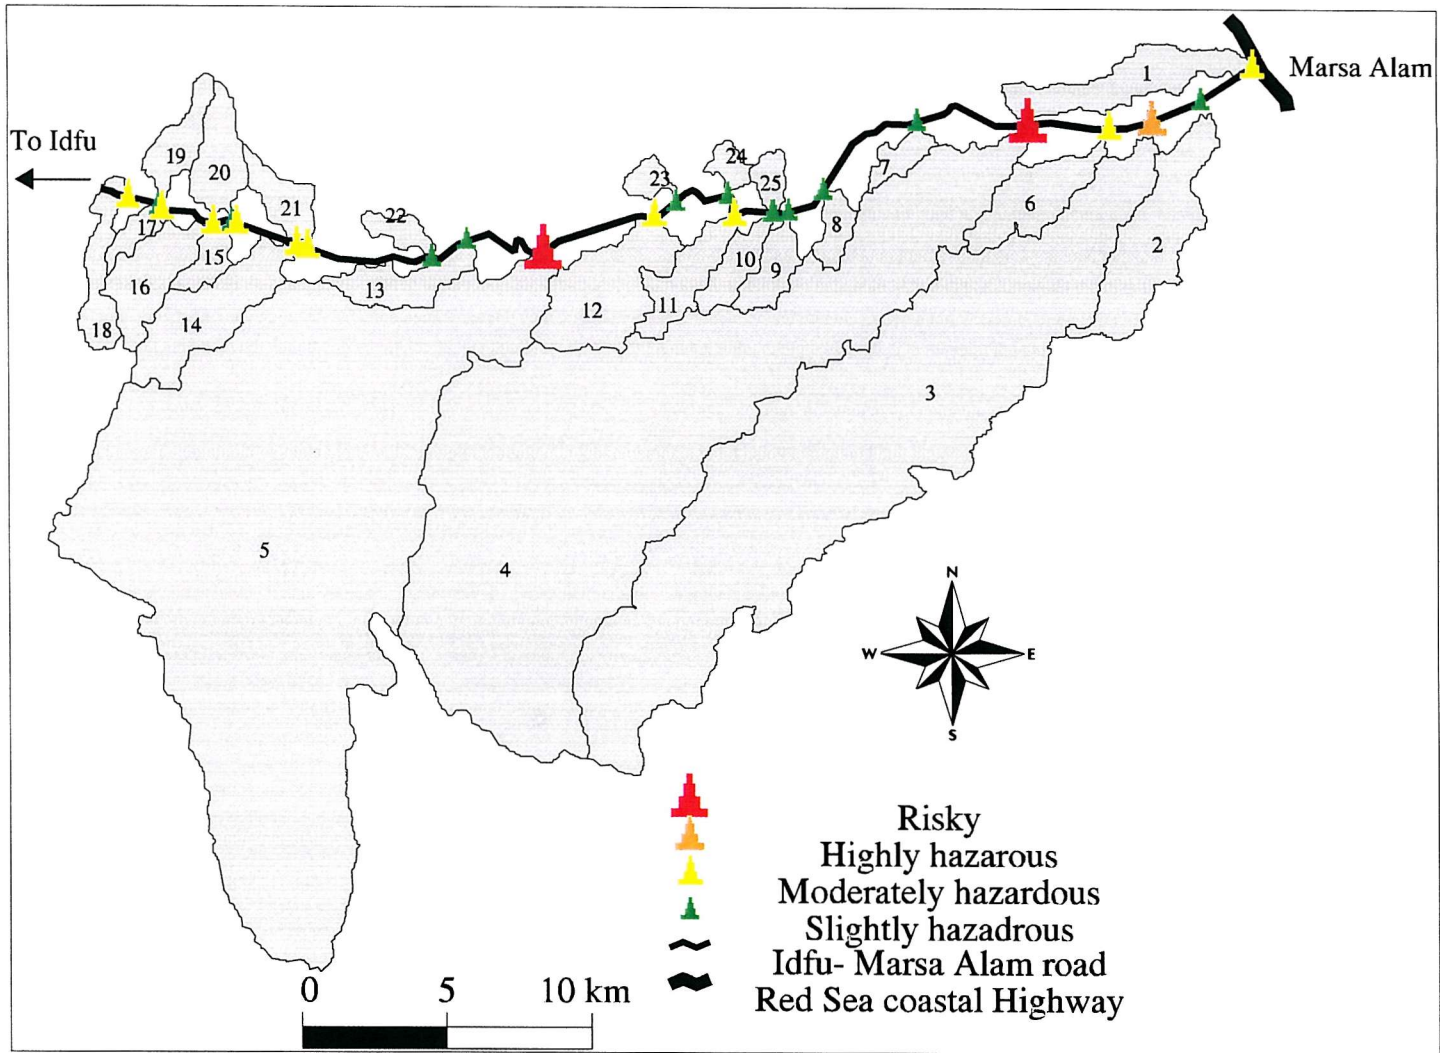 Marsa Alam
1
To Idfu
19
20
24
23
25
7
21
6
22
17
8
2
15
10
9
16
13
11
12
18
14
3
5
4
N
W
E
S
Risky
Highly hazarous
Moderately hazardous
Slightly hazadrous
Idfu- Marsa Alam road
Red Sea coastal Highway
0 5 10 km